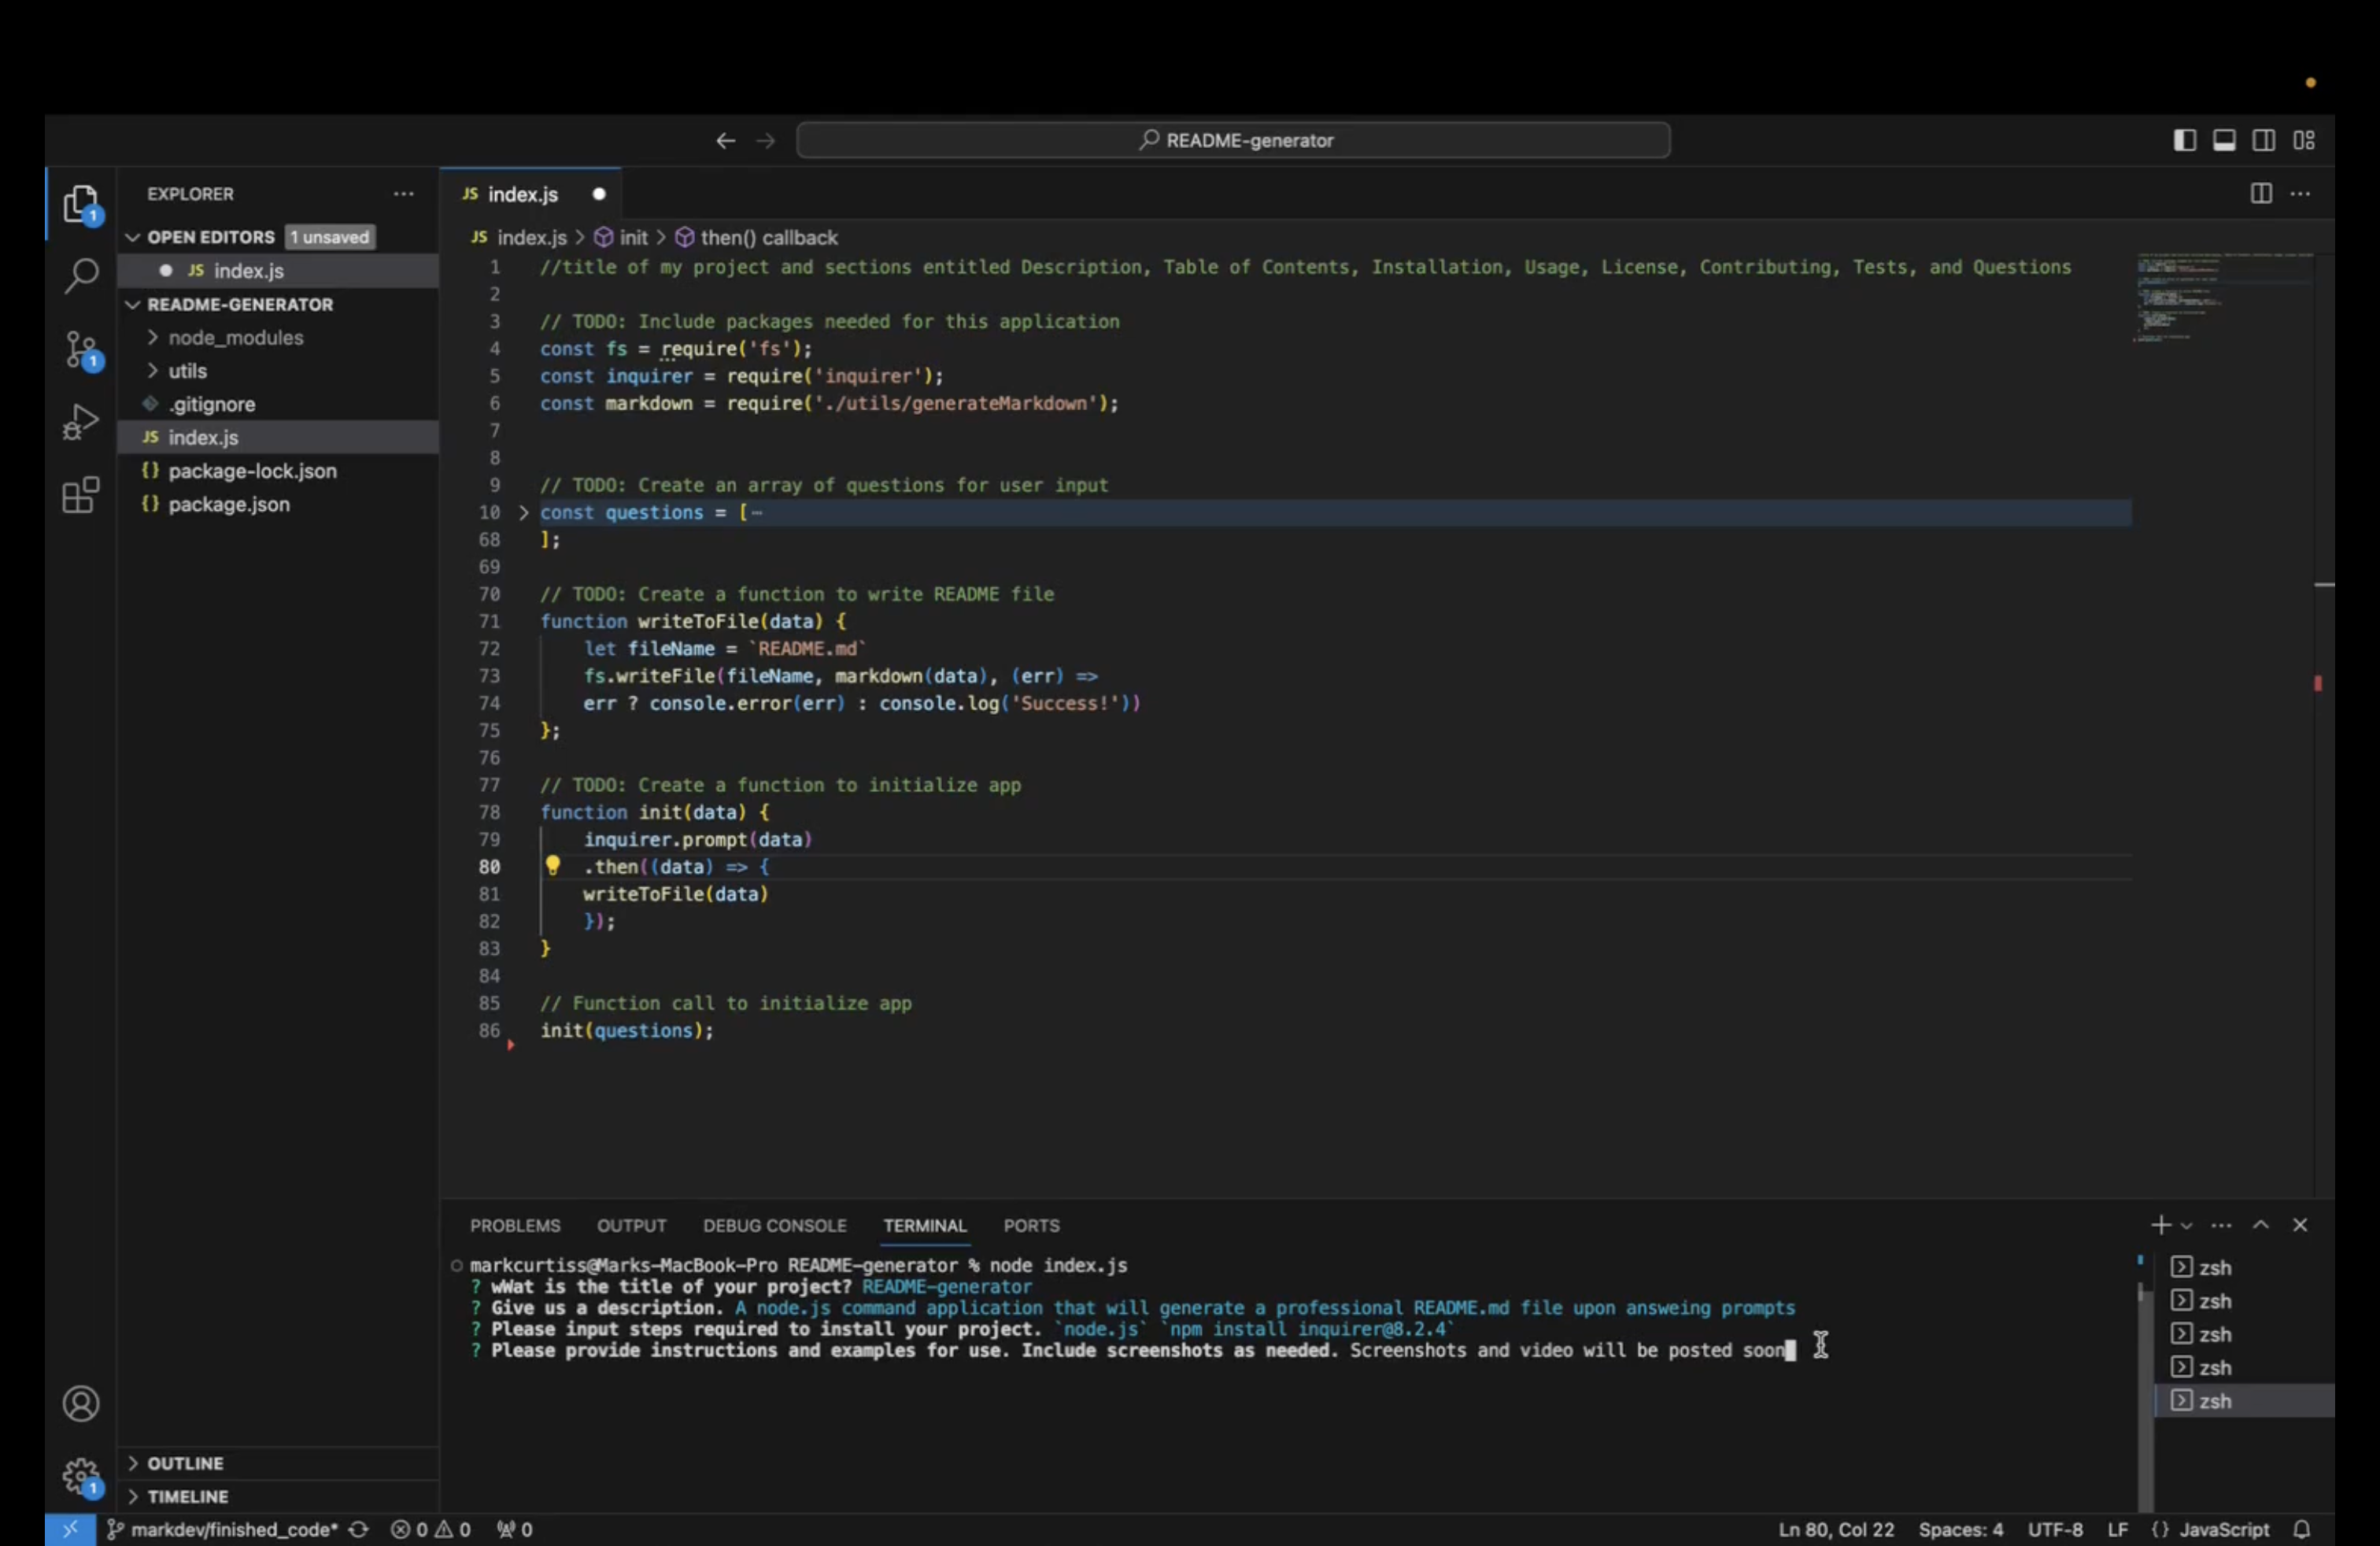 README-generator
EXPLORER
OPEN EDITORS 1 unsaved
JS index.js
README-GENERATOR
node_modules
utils
.gitignore
JS index.js
{} package-lock.json
{} package.json
OUTLINE
TIMELINE
1
1
1
JS index.js
JS index.js > init > then() callback
1 //title of my project and sections entitled Description, Table of Contents, Installation, Usage, License, Contributing, Tests, and Questions
2
3 // TODO: Include packages needed for this application
4 const fs = require('fs');
5 const inquirer = require('inquirer');
6 const markdown = require('./utils/generateMarkdown');
7
8
9 // TODO: Create an array of questions for user input
10 const questions = [⋯
68 ];
69
70 // TODO: Create a function to write README file
71 function writeToFile(data) {
72 let fileName = `README.md`
73 fs.writeFile(fileName, markdown(data), (err) =>
74 err ? console.error(err) : console.log('Success!'))
75 };
76
77 // TODO: Create a function to initialize app
78 function init(data) {
79 inquirer.prompt(data)
80 .then((data) => {
81 writeToFile(data)
82 });
83 }
84
85 // Function call to initialize app
86 init(questions);
PROBLEMS OUTPUT DEBUG CONSOLE TERMINAL PORTS
markcurtiss@Marks-MacBook-Pro README-generator % node index.js
? wWat is the title of your project? README-generator
? Give us a description. A node.js command application that will generate a professional README.md file upon answeing prompts
? Please input steps required to install your project. `node.js` `npm install inquirer@8.2.4`
? Please provide instructions and examples for use. Include screenshots as needed. Screenshots and video will be posted soon
zsh
zsh
zsh
zsh
zsh
markdev/finished_code* 0 0 0 Ln 80, Col 22 Spaces: 4 UTF-8 LF {} JavaScript